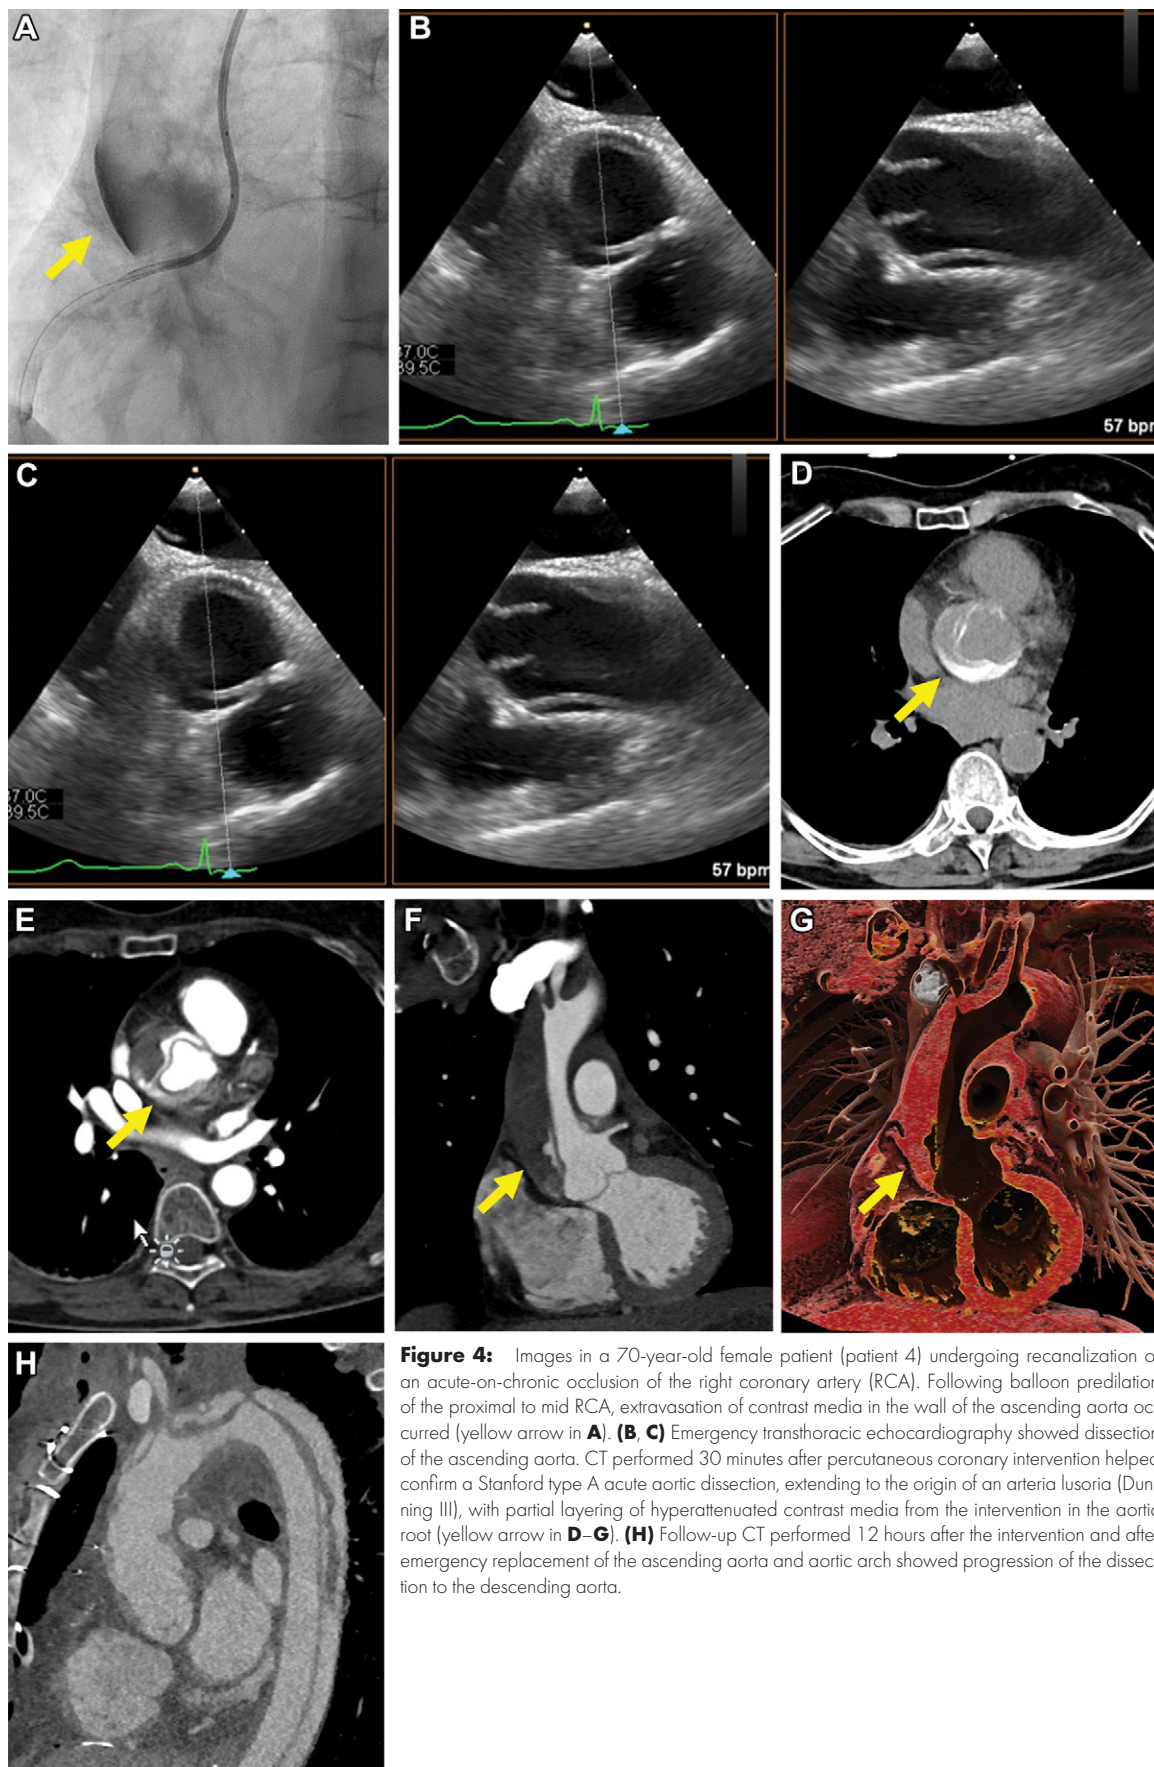 A
B
37.0C
39.5C
57 bpm
C
37.0C
39.5C
57 bpm
D
E
F
G
H
Figure 4: Images in a 70-year-old female patient (patient 4) undergoing recanalization o
an acute-on-chronic occlusion of the right coronary artery (RCA). Following balloon predilation
of the proximal to mid RCA, extravasation of contrast media in the wall of the ascending aorta oc
curred (yellow arrow in A). (B, C) Emergency transthoracic echocardiography showed dissection
of the ascending aorta. CT performed 30 minutes after percutaneous coronary intervention helped
confirm a Stanford type A acute aortic dissection, extending to the origin of an arteria lusoria (Dun
ning III), with partial layering of hyperattenuated contrast media from the intervention in the aortic
root (yellow arrow in D–G). (H) Follow-up CT performed 12 hours after the intervention and after
emergency replacement of the ascending aorta and aortic arch showed progression of the dissec
tion to the descending aorta.